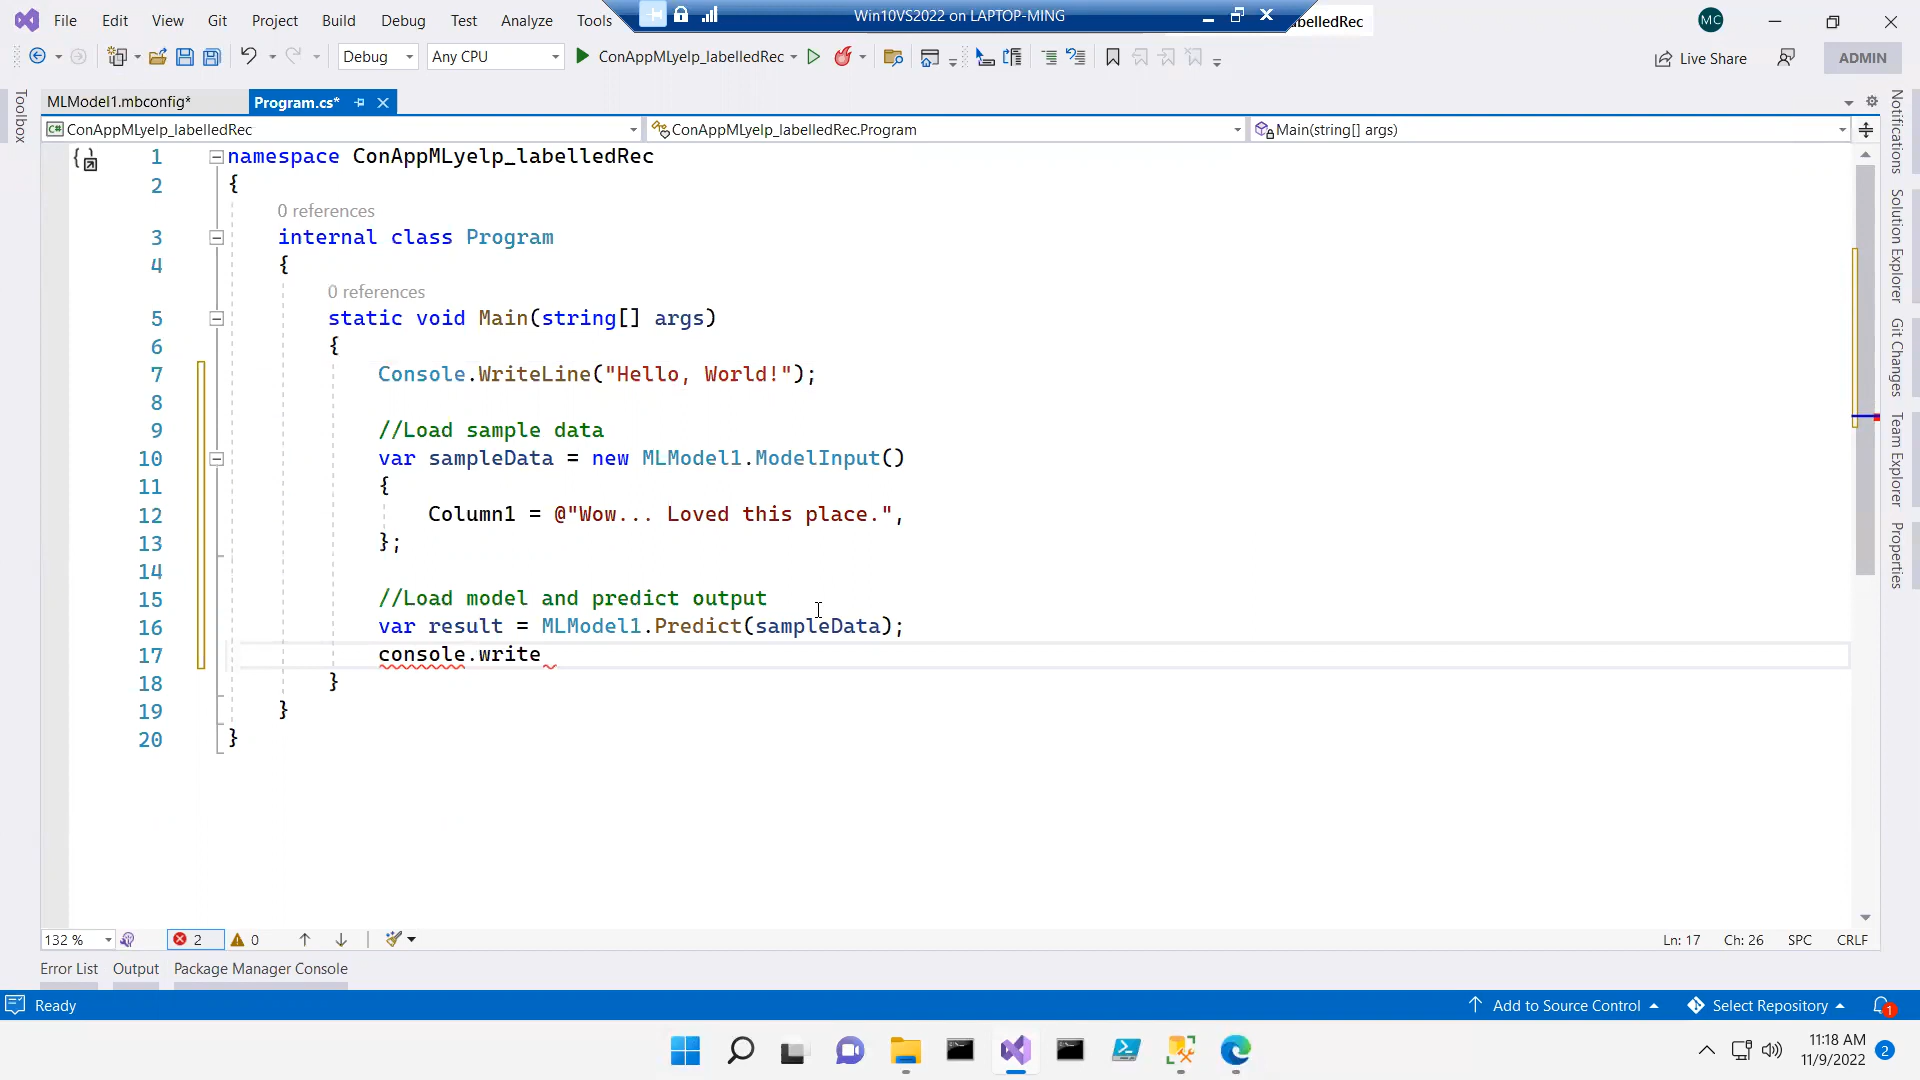 File Edit View Git Project Build Debug Test Analyze Tools Win10VS2022 on LAPTOP-MING belledRec MC
Debug Any CPU ConAppMLyelp_labelledRec Live Share ADMIN
MLModel1.mbconfig* Program.cs*
ConAppMLyelp_labelledRec ConAppMLyelp_labelledRec.Program Main(string[] args)
1 namespace ConAppMLyelp_labelledRec
2 {
0 references
3 internal class Program
4 {
0 references
5 static void Main(string[] args)
6 {
7 Console.WriteLine("Hello, World!");
8
9 //Load sample data
10 var sampleData = new MLModel1.ModelInput()
11 {
12 Column1 = @"Wow... Loved this place.",
13 };
14
15 //Load model and predict output
16 var result = MLModel1.Predict(sampleData);
17 console.write
18 }
19 }
20 }
Toolbox
Notifications
Solution Explorer
Git Changes
Team Explorer
Properties
132 % 2 0 Ln: 17 Ch: 26 SPC CRLF
Error List Output Package Manager Console
Ready Add to Source Control Select Repository 1
11:18 AM
11/9/2022 2